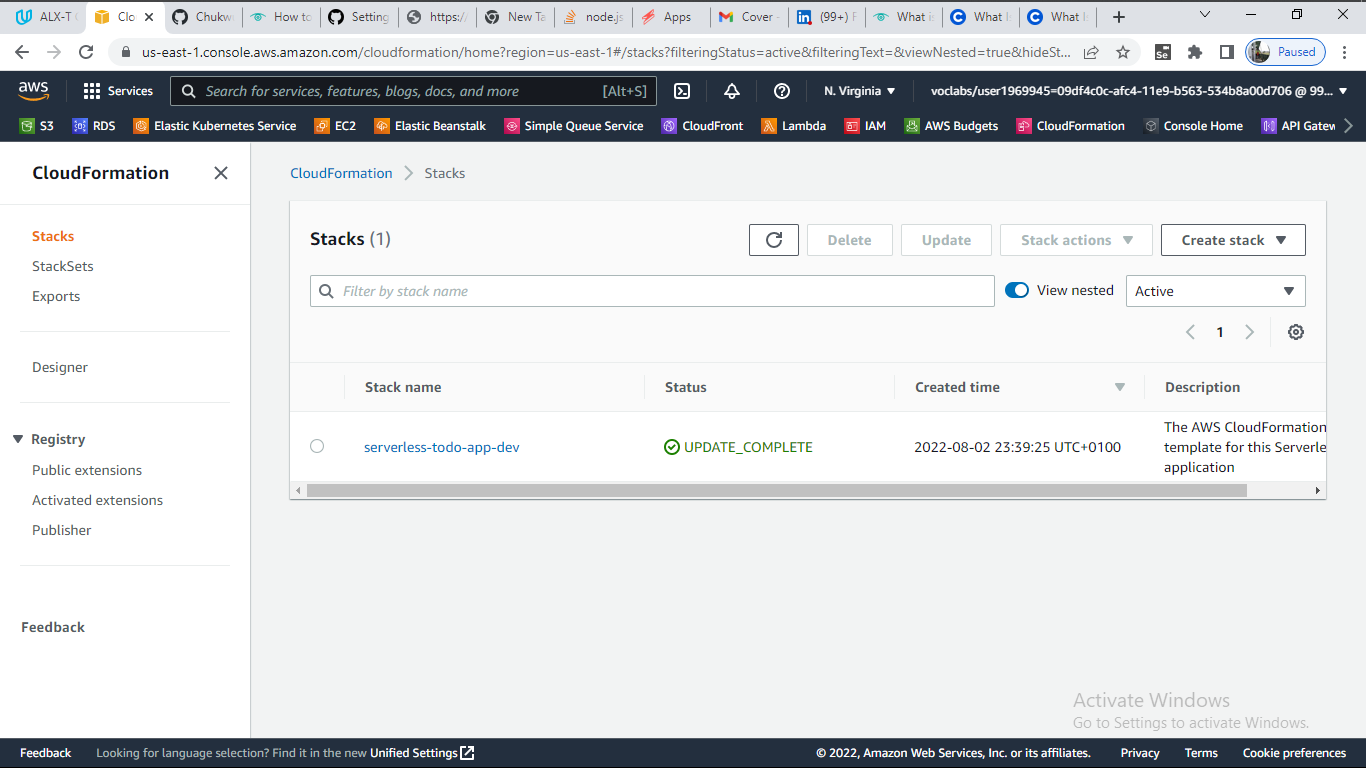 ALX-T
Clo
Chukw
How to
Setting
https:/
New Ta
node.js
Apps
Cover -
(99+) F
What i
What I
What I
us-east-1.console.aws.amazon.com/cloudformation/home?region=us-east-1#/stacks?filteringStatus=active&filteringText=&viewNested=true&hideSt...
Se
Paused
aws
Services
Search for services, features, blogs, docs, and more [Alt+S]
N. Virginia
voclabs/user1969945=09df4c0c-afc4-11e9-b563-534b8a00d706 @ 99...
S3 RDS Elastic Kubernetes Service EC2 Elastic Beanstalk Simple Queue Service CloudFront Lambda IAM AWS Budgets CloudFormation Console Home API Gatew
CloudFormation
Stacks
StackSets
Exports
Designer
Registry
Public extensions
Activated extensions
Publisher
Feedback
CloudFormation
Stacks
Stacks (1)
Delete
Update
Stack actions
Create stack
Filter by stack name
View nested
Active
1
Stack name
Status
Created time
Description
serverless-todo-app-dev
UPDATE_COMPLETE
2022-08-02 23:39:25 UTC+0100
The AWS CloudFormation
template for this Serverle
application
Activate Windows
Go to Settings to activate Windows.
Feedback
Looking for language selection? Find it in the new Unified Settings
© 2022, Amazon Web Services, Inc. or its affiliates.
Privacy
Terms
Cookie preferences